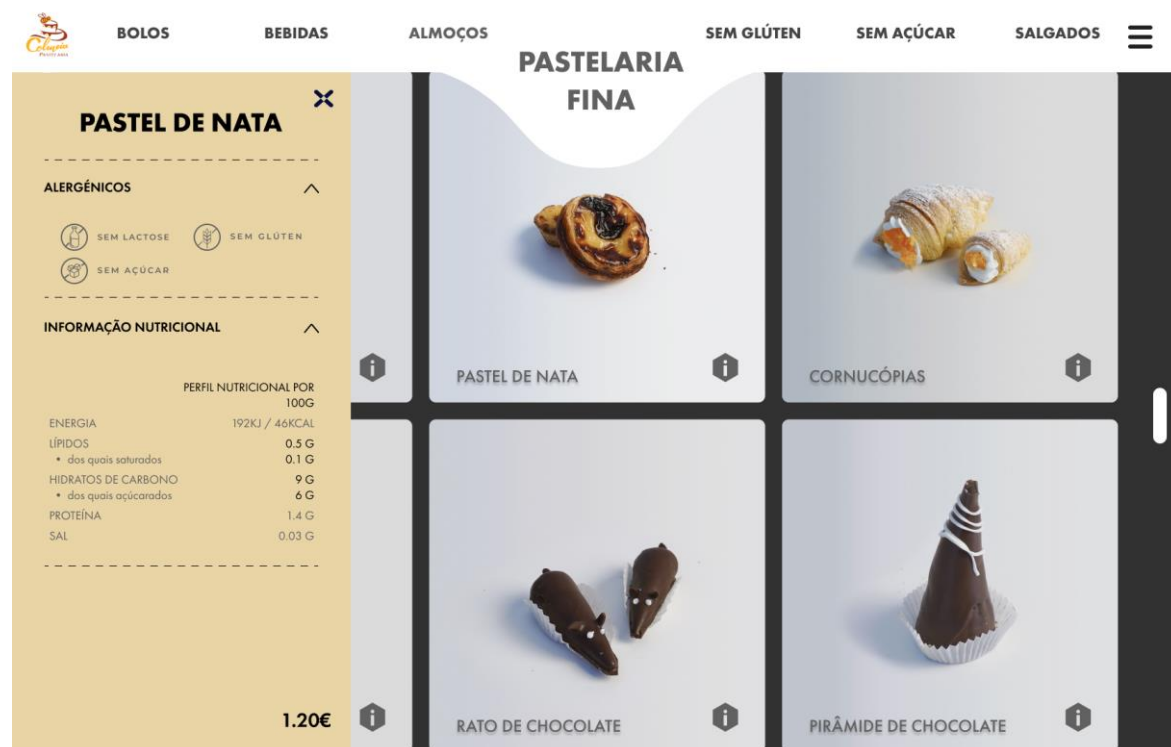 Colmeia
PASTELARIA
BOLOS
BEBIDAS
ALMOÇOS
PASTELARIA
FINA
SEM GLÚTEN
SEM AÇÚCAR
SALGADOS
PASTEL DE NATA
ALERGÉNICOS
SEM LACTOSE
SEM GLÚTEN
SEM AÇÚCAR
INFORMAÇÃO NUTRICIONAL
PERFIL NUTRICIONAL POR
100G
ENERGIA 192KJ / 46KCAL
LÍPIDOS 0.5 G
• dos quais saturados 0.1 G
HIDRATOS DE CARBONO 9 G
• dos quais açúcarados 6 G
PROTEÍNA 1.4 G
SAL 0.03 G
1.20€
PASTEL DE NATA
CORNUCÓPIAS
RATO DE CHOCOLATE
PIRÂMIDE DE CHOCOLATE